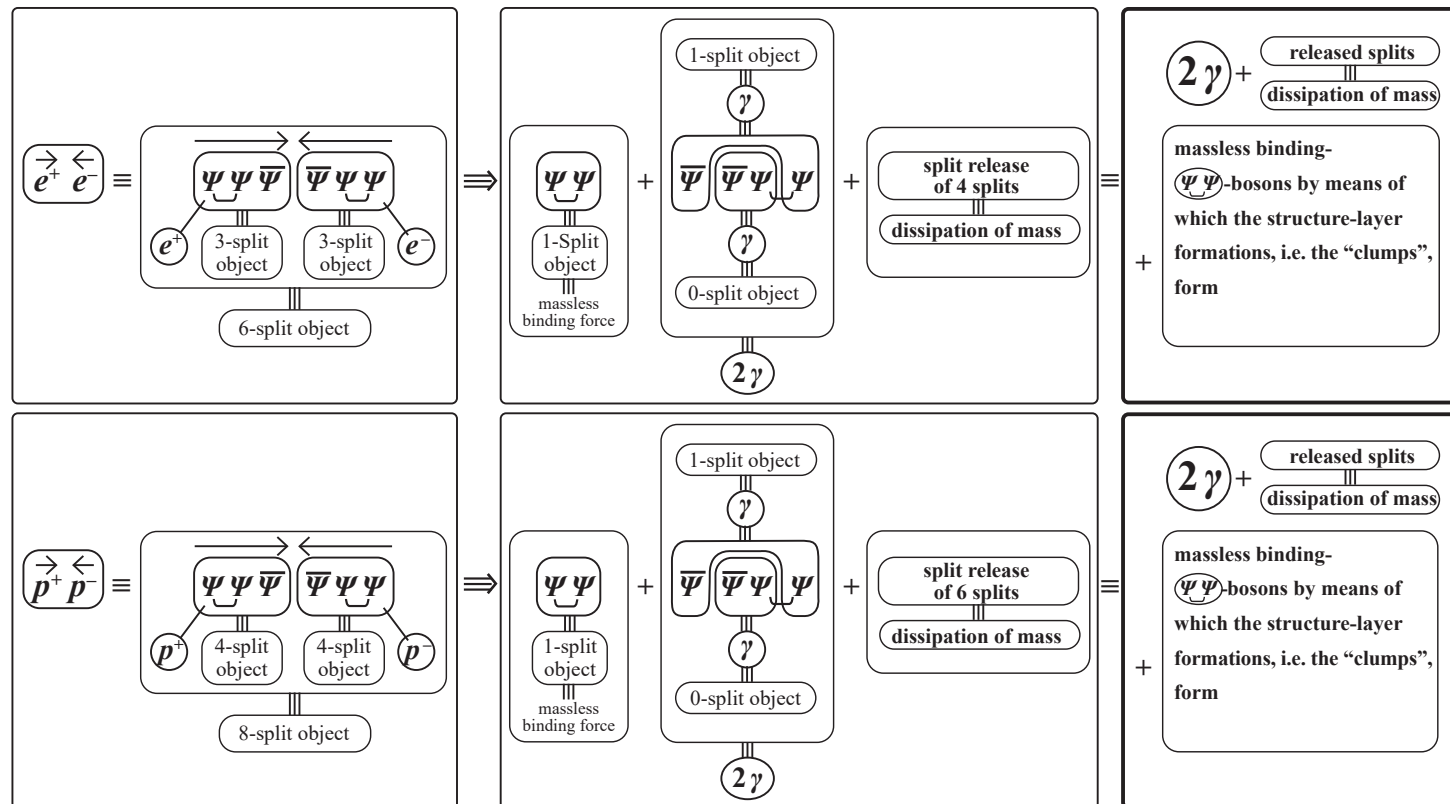 e⁺ e⁻ ≡
Ψ Ψ Ψ̅ Ψ̅ Ψ Ψ
e⁺
3-split
object
3-split
object
e⁻
6-split object
⇒
Ψ Ψ
1-Split
object
massless
binding force
+
1-split object
γ
Ψ̅ Ψ̅ Ψ Ψ
γ
0-split object
2γ
+
split release
of 4 splits
dissipation of mass
≡
2γ +
released splits
dissipation of mass
+
massless binding-
ΨΨ-bosons by means of
which the structure-layer
formations, i.e. the “clumps”,
form
p⁺ p⁻ ≡
Ψ Ψ Ψ̅ Ψ̅ Ψ Ψ
p⁺
4-split
object
4-split
object
p⁻
8-split object
⇒
Ψ Ψ
1-split
object
massless
binding force
+
1-split object
γ
Ψ̅ Ψ̅ Ψ Ψ
γ
0-split object
2γ
+
split release
of 6 splits
dissipation of mass
≡
2γ +
released splits
dissipation of mass
+
massless binding-
ΨΨ-bosons by means of
which the structure-layer
formations, i.e. the “clumps”,
form